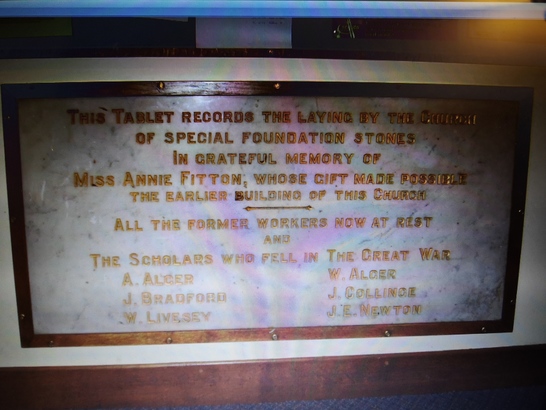 This Tablet records the laying by the Church
of special foundation stones
in grateful memory of
Miss Annie Fitton, whose gift made possible
the earlier building of this Church
All the former workers now at rest
and
The Scholars who fell in The Great War
A. Alger W. Alger
J. Bradford J. Collinge
W. Livesey J.E. Newton